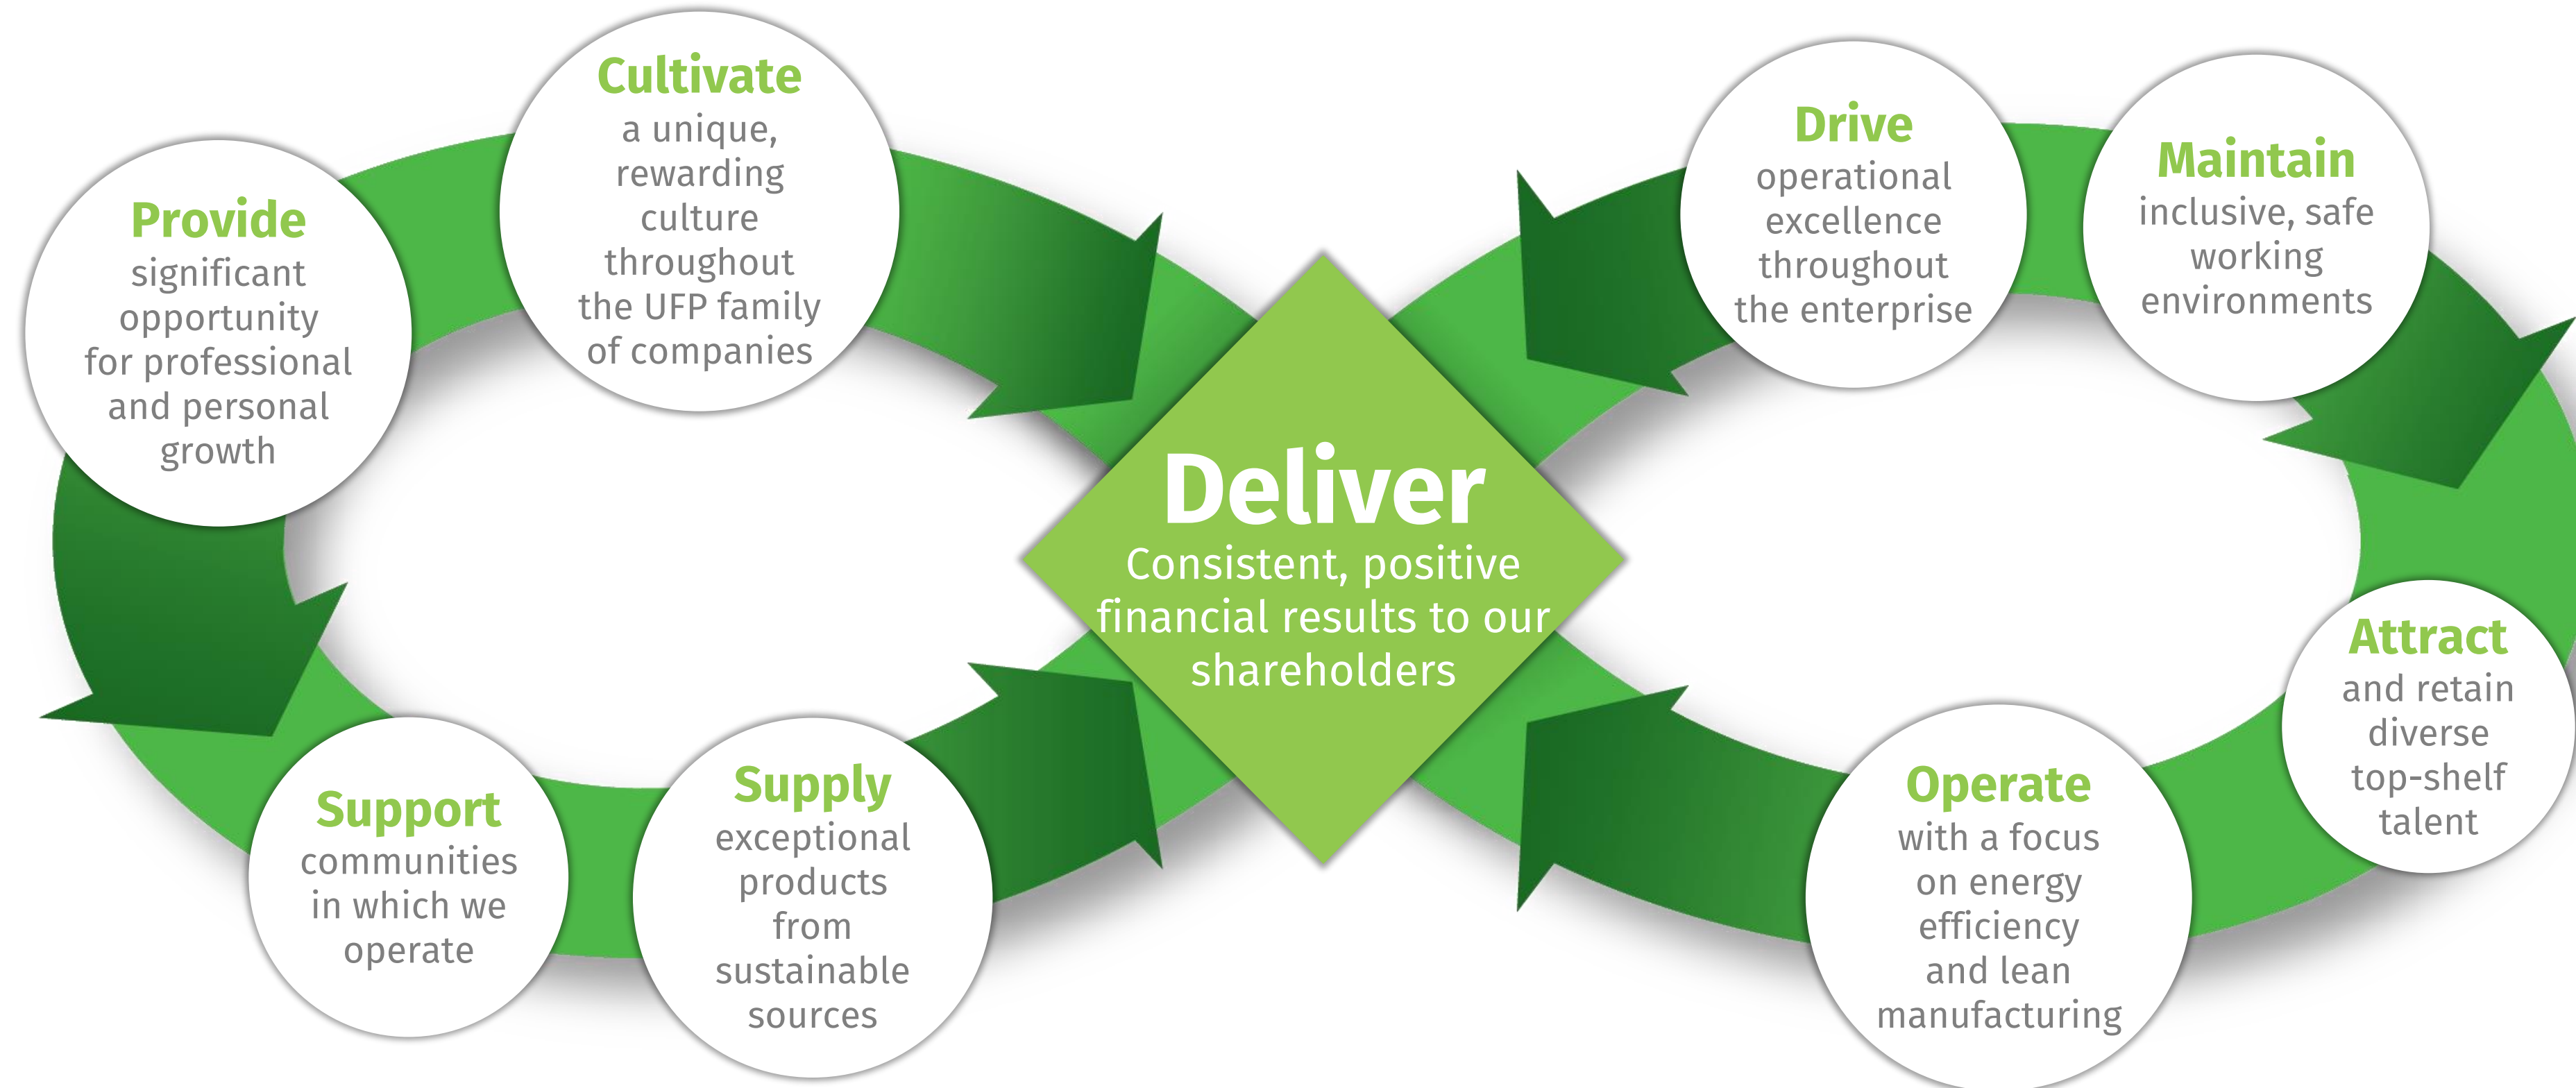 Provide
significant
opportunity
for professional
and personal
growth
Cultivate
a unique,
rewarding
culture
throughout
the UFP family
of companies
Support
communities
in which we
operate
Supply
exceptional
products
from
sustainable
sources
Deliver
Consistent, positive
financial results to our
shareholders
Drive
operational
excellence
throughout
the enterprise
Maintain
inclusive, safe
working
environments
Attract
and retain
diverse
top-shelf
talent
Operate
with a focus
on energy
efficiency
and lean
manufacturing